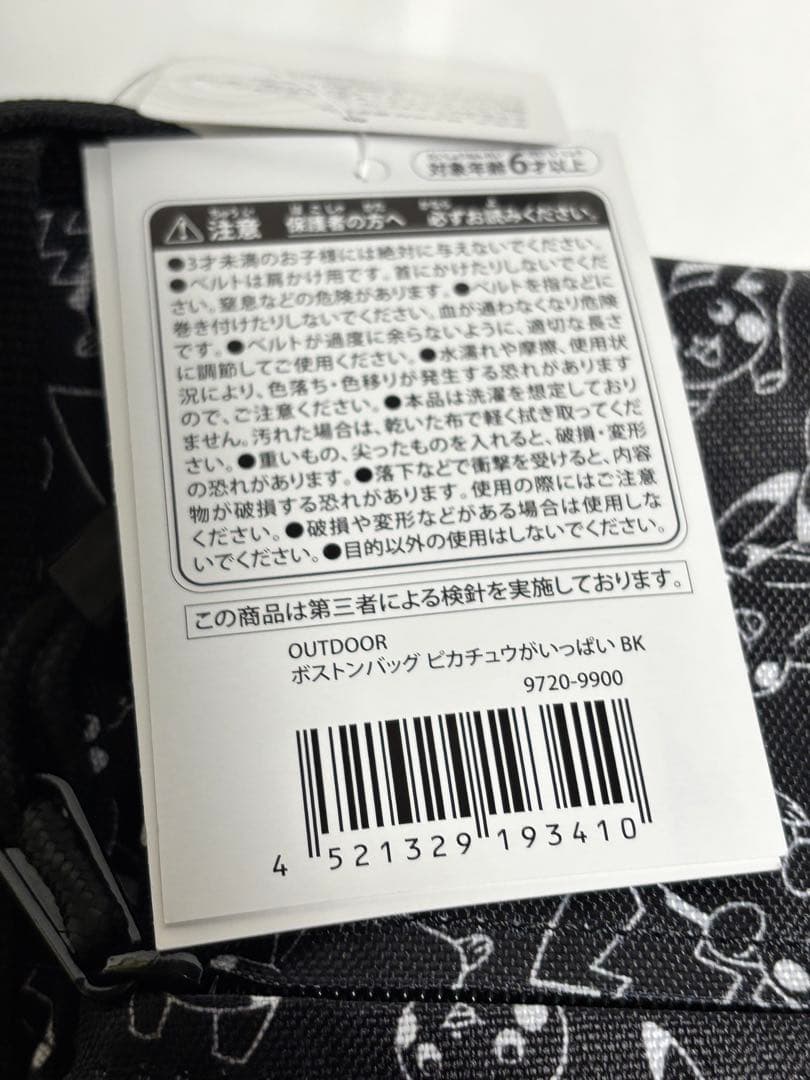 対象年齢6才以上
注意 保護者の方へ 必ずお読みください。
●3才未満のお子様には絶対に与えないでください。
●ベルトは肩かけ用です。首にかけたりしないでくだ
さい。窒息などの危険があります。●ベルトを指などに
巻き付けたりしないでください。血が通わなくなり危険
です。●ベルトが過度に余らないように、適切な長さ
に調節してご使用ください。●水濡れや摩擦、使用状
況により、色落ち・色移りが発生する恐れがあります
ので、ご注意ください。●本品は洗濯を想定しており
ません。汚れた場合は、乾いた布で軽く拭き取ってくだ
さい。●重いもの、尖ったものを入れると、破損・変形
の恐れがあります。●落下などで衝撃を受けると、内容
物が破損する恐れがあります。使用の際にはご注意
ください。●破損や変形などがある場合は使用しな
いでください。●目的以外の使用はしないでください。
この商品は第三者による検針を実施しております。
OUTDOOR
ボストンバッグ ピカチュウがいっぱい BK
9720-9900
4 521329 193410